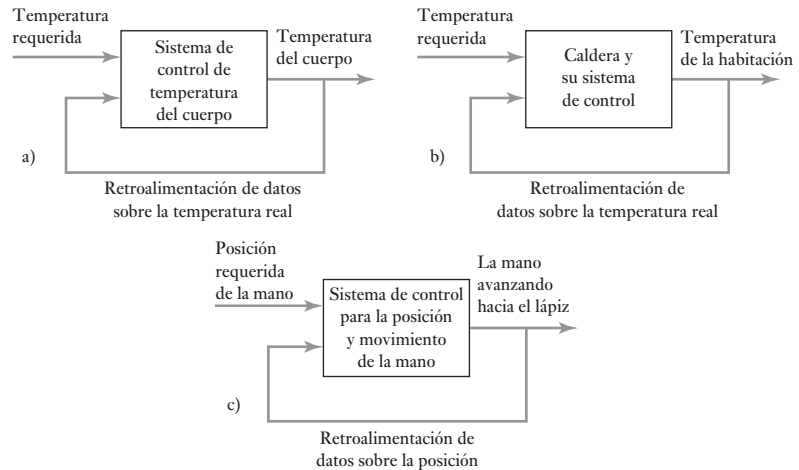 Temperatura
requerida
Sistema de
control de
temperatura
del cuerpo
Temperatura
del cuerpo
a)
Retroalimentación de datos
sobre la temperatura real
Temperatura
requerida
Caldera y
su sistema
de control
Temperatura
de la habitación
b)
Retroalimentación de
datos sobre la temperatura real
Posición
requerida
de la mano
Sistema de control
para la posición
y movimiento
de la mano
La mano
avanzando
hacia el lápiz
c)
Retroalimentación de
datos sobre la posición